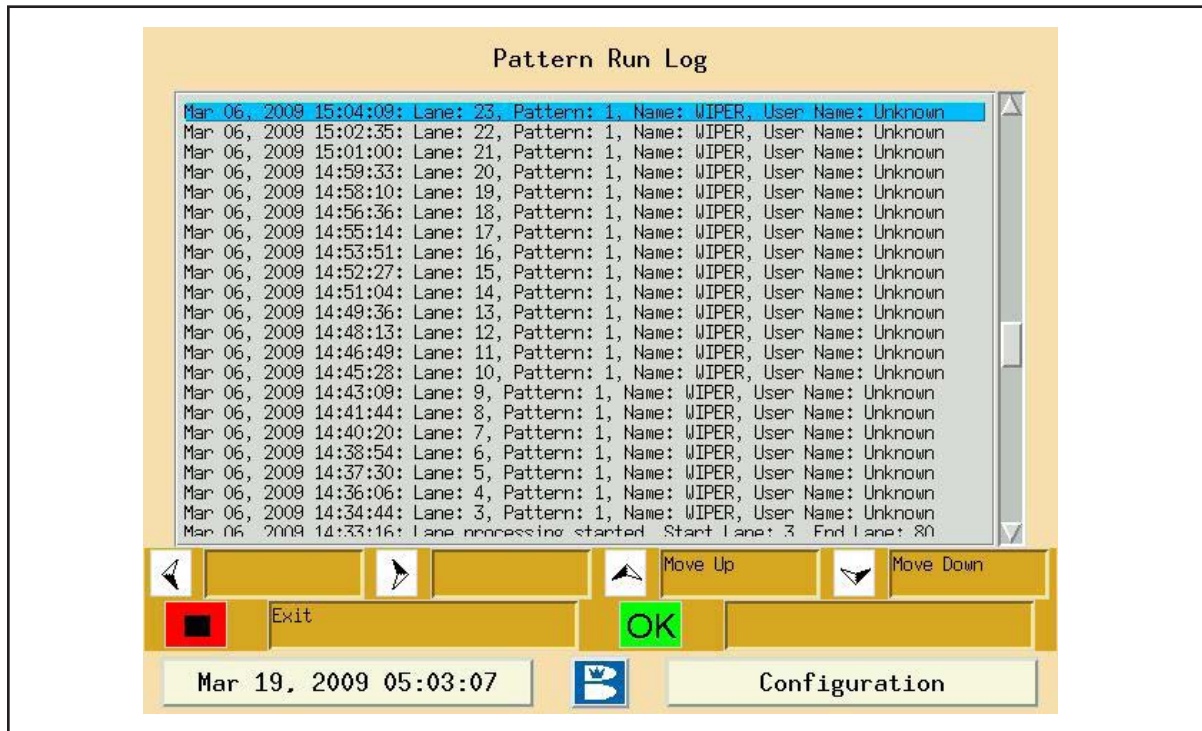 Pattern Run Log
Mar 06, 2009 15:04:09: Lane: 23, Pattern: 1, Name: WIPER, User Name: Unknown
Mar 06, 2009 15:02:35: Lane: 22, Pattern: 1, Name: WIPER, User Name: Unknown
Mar 06, 2009 15:01:00: Lane: 21, Pattern: 1, Name: WIPER, User Name: Unknown
Mar 06, 2009 14:59:33: Lane: 20, Pattern: 1, Name: WIPER, User Name: Unknown
Mar 06, 2009 14:58:10: Lane: 19, Pattern: 1, Name: WIPER, User Name: Unknown
Mar 06, 2009 14:56:36: Lane: 18, Pattern: 1, Name: WIPER, User Name: Unknown
Mar 06, 2009 14:55:14: Lane: 17, Pattern: 1, Name: WIPER, User Name: Unknown
Mar 06, 2009 14:53:51: Lane: 16, Pattern: 1, Name: WIPER, User Name: Unknown
Mar 06, 2009 14:52:27: Lane: 15, Pattern: 1, Name: WIPER, User Name: Unknown
Mar 06, 2009 14:51:04: Lane: 14, Pattern: 1, Name: WIPER, User Name: Unknown
Mar 06, 2009 14:49:36: Lane: 13, Pattern: 1, Name: WIPER, User Name: Unknown
Mar 06, 2009 14:48:13: Lane: 12, Pattern: 1, Name: WIPER, User Name: Unknown
Mar 06, 2009 14:46:49: Lane: 11, Pattern: 1, Name: WIPER, User Name: Unknown
Mar 06, 2009 14:45:28: Lane: 10, Pattern: 1, Name: WIPER, User Name: Unknown
Mar 06, 2009 14:43:09: Lane: 9, Pattern: 1, Name: WIPER, User Name: Unknown
Mar 06, 2009 14:41:44: Lane: 8, Pattern: 1, Name: WIPER, User Name: Unknown
Mar 06, 2009 14:40:20: Lane: 7, Pattern: 1, Name: WIPER, User Name: Unknown
Mar 06, 2009 14:38:54: Lane: 6, Pattern: 1, Name: WIPER, User Name: Unknown
Mar 06, 2009 14:37:30: Lane: 5, Pattern: 1, Name: WIPER, User Name: Unknown
Mar 06, 2009 14:36:06: Lane: 4, Pattern: 1, Name: WIPER, User Name: Unknown
Mar 06, 2009 14:34:44: Lane: 3, Pattern: 1, Name: WIPER, User Name: Unknown
Mar 06, 2009 14:33:16: Lane processing started. Start Lane: 3 End Lane: 80
Move Up
Move Down
Exit
OK
Mar 19, 2009 05:03:07
B
Configuration